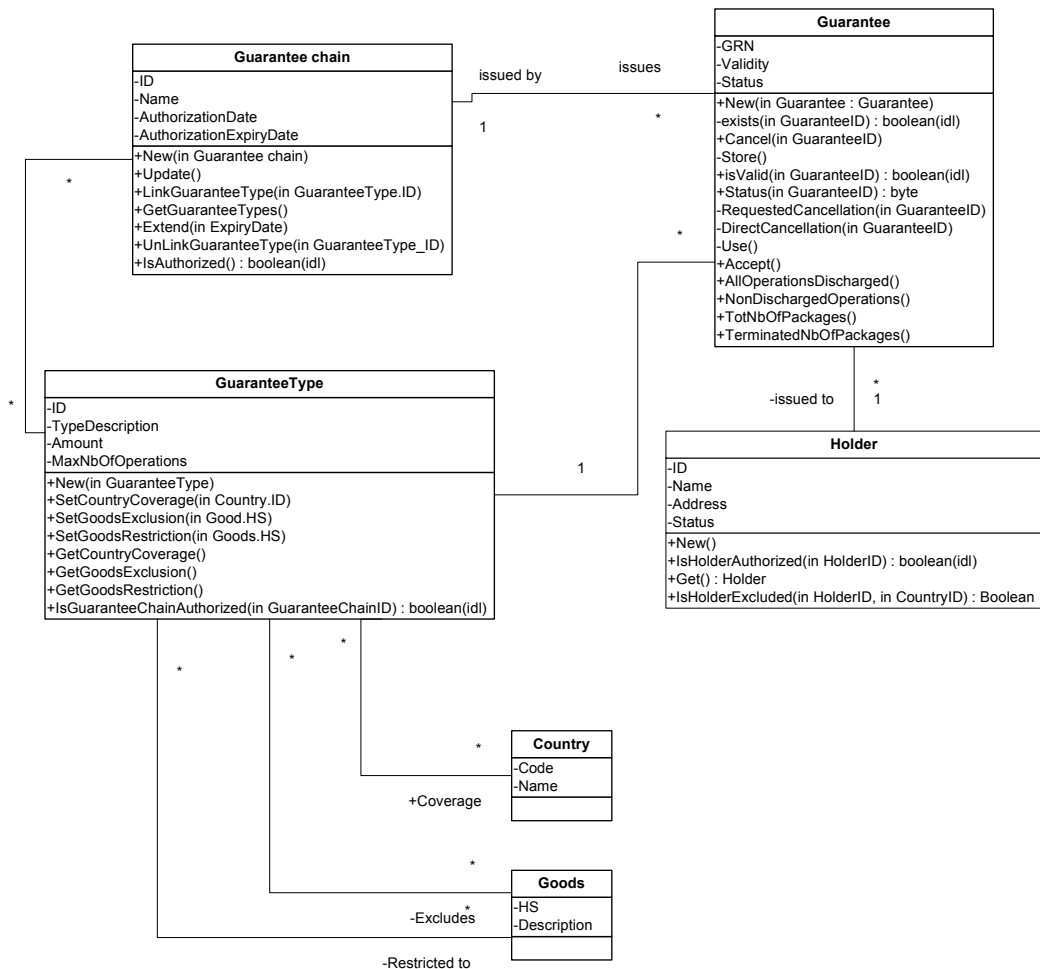 Guarantee chain
-ID
-Name
-AuthorizationDate
-AuthorizationExpiryDate
+New(in Guarantee chain)
+Update()
+LinkGuaranteeType(in GuaranteeType.ID)
+GetGuaranteeTypes()
+Extend(in ExpiryDate)
+UnLinkGuaranteeType(in GuaranteeType_ID)
+IsAuthorized() : boolean(idl)
issued by
issues
1
*
Guarantee
-GRN
-Validity
-Status
+New(in Guarantee : Guarantee)
-exists(in GuaranteeID) : boolean(idl)
+Cancel(in GuaranteeID)
-Store()
+isValid(in GuaranteeID) : boolean(idl)
+Status(in GuaranteeID) : byte
-RequestedCancellation(in GuaranteeID)
-DirectCancellation(in GuaranteeID)
-Use()
+Accept()
+AllOperationsDischarged()
+NonDischargedOperations()
+TotNbOfPackages()
+TerminatedNbOfPackages()
*
*
*
GuaranteeType
-ID
-TypeDescription
-Amount
-MaxNbOfOperations
+New(in GuaranteeType)
+SetCountryCoverage(in Country.ID)
+SetGoodsExclusion(in Good.HS)
+SetGoodsRestriction(in Goods.HS)
+GetCountryCoverage()
+GetGoodsExclusion()
+GetGoodsRestriction()
+IsGuaranteeChainAuthorized(in GuaranteeChainID) : boolean(idl)
1
-issued to
*
1
Holder
-ID
-Name
-Address
-Status
+New()
+IsHolderAuthorized(in HolderID) : boolean(idl)
+Get() : Holder
+IsHolderExcluded(in HolderID, in CountryID) : Boolean
*
*
*
*
Country
-Code
-Name
+Coverage
*
Goods
-HS
-Description
*
-Excludes
-Restricted to